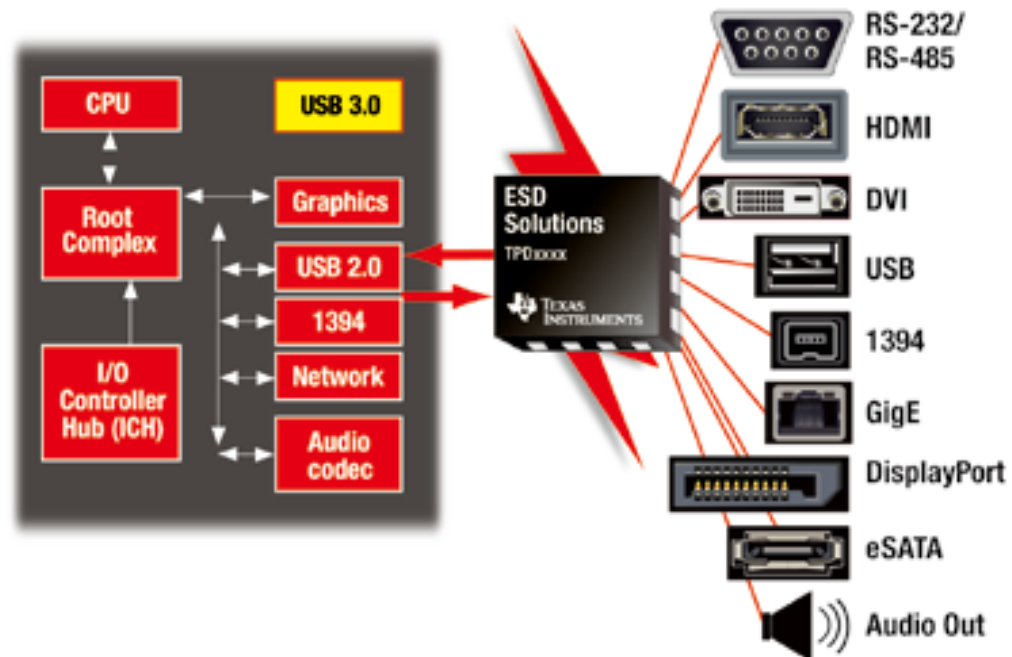 CPU
USB 3.0
Root
Complex
Graphics
USB 2.0
1394
I/O
Controller
Hub (ICH)
Network
Audio
codec
ESD
Solutions
TPDxxxx
TEXAS
INSTRUMENTS
RS-232/
RS-485
HDMI
DVI
USB
1394
GigE
DisplayPort
eSATA
Audio Out